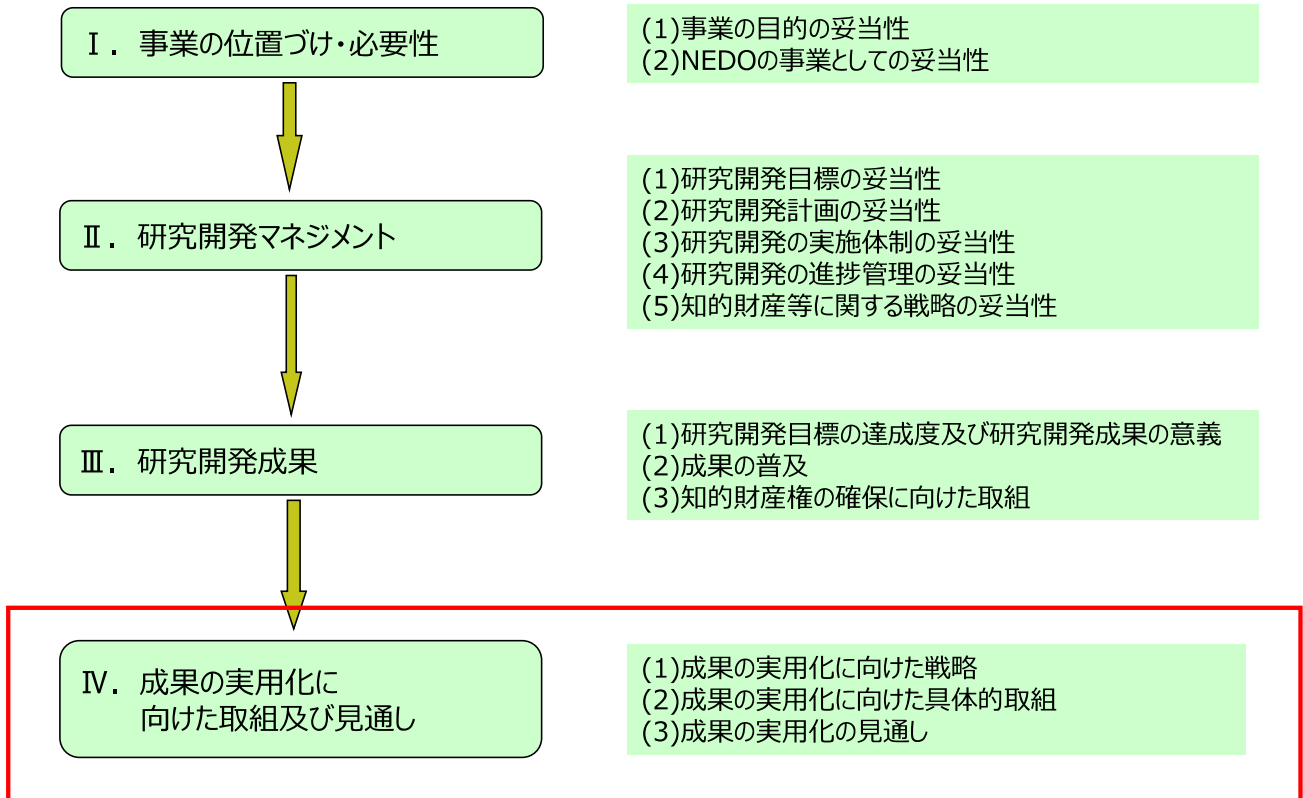 Ⅰ．事業の位置づけ・必要性
(1)事業の目的の妥当性
(2)NEDOの事業としての妥当性
Ⅱ．研究開発マネジメント
(1)研究開発目標の妥当性
(2)研究開発計画の妥当性
(3)研究開発の実施体制の妥当性
(4)研究開発の進捗管理の妥当性
(5)知的財産等に関する戦略の妥当性
Ⅲ．研究開発成果
(1)研究開発目標の達成度及び研究開発成果の意義
(2)成果の普及
(3)知的財産権の確保に向けた取組
Ⅳ．成果の実用化に
向けた取組及び見通し
(1)成果の実用化に向けた戦略
(2)成果の実用化に向けた具体的取組
(3)成果の実用化の見通し